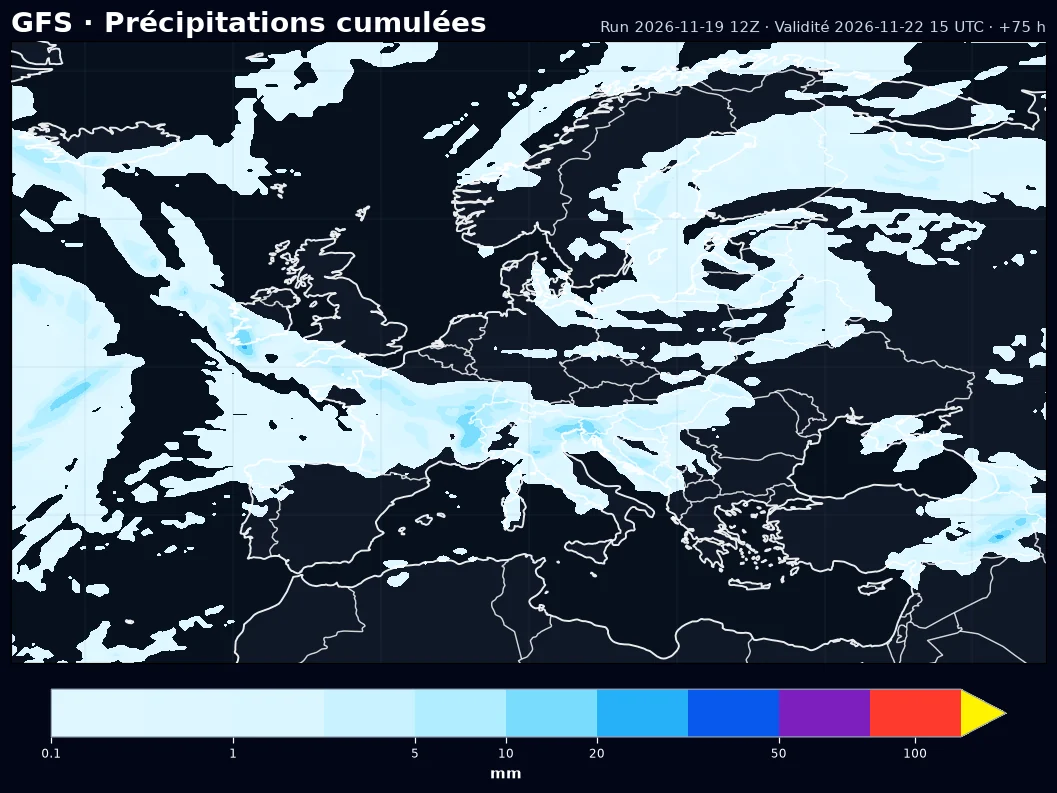 GFS · Précipitations cumulées
Run 2026-11-19 12Z · Validité 2026-11-22 15 UTC · +75 h
0.1 1 5 10 20 50 100
mm